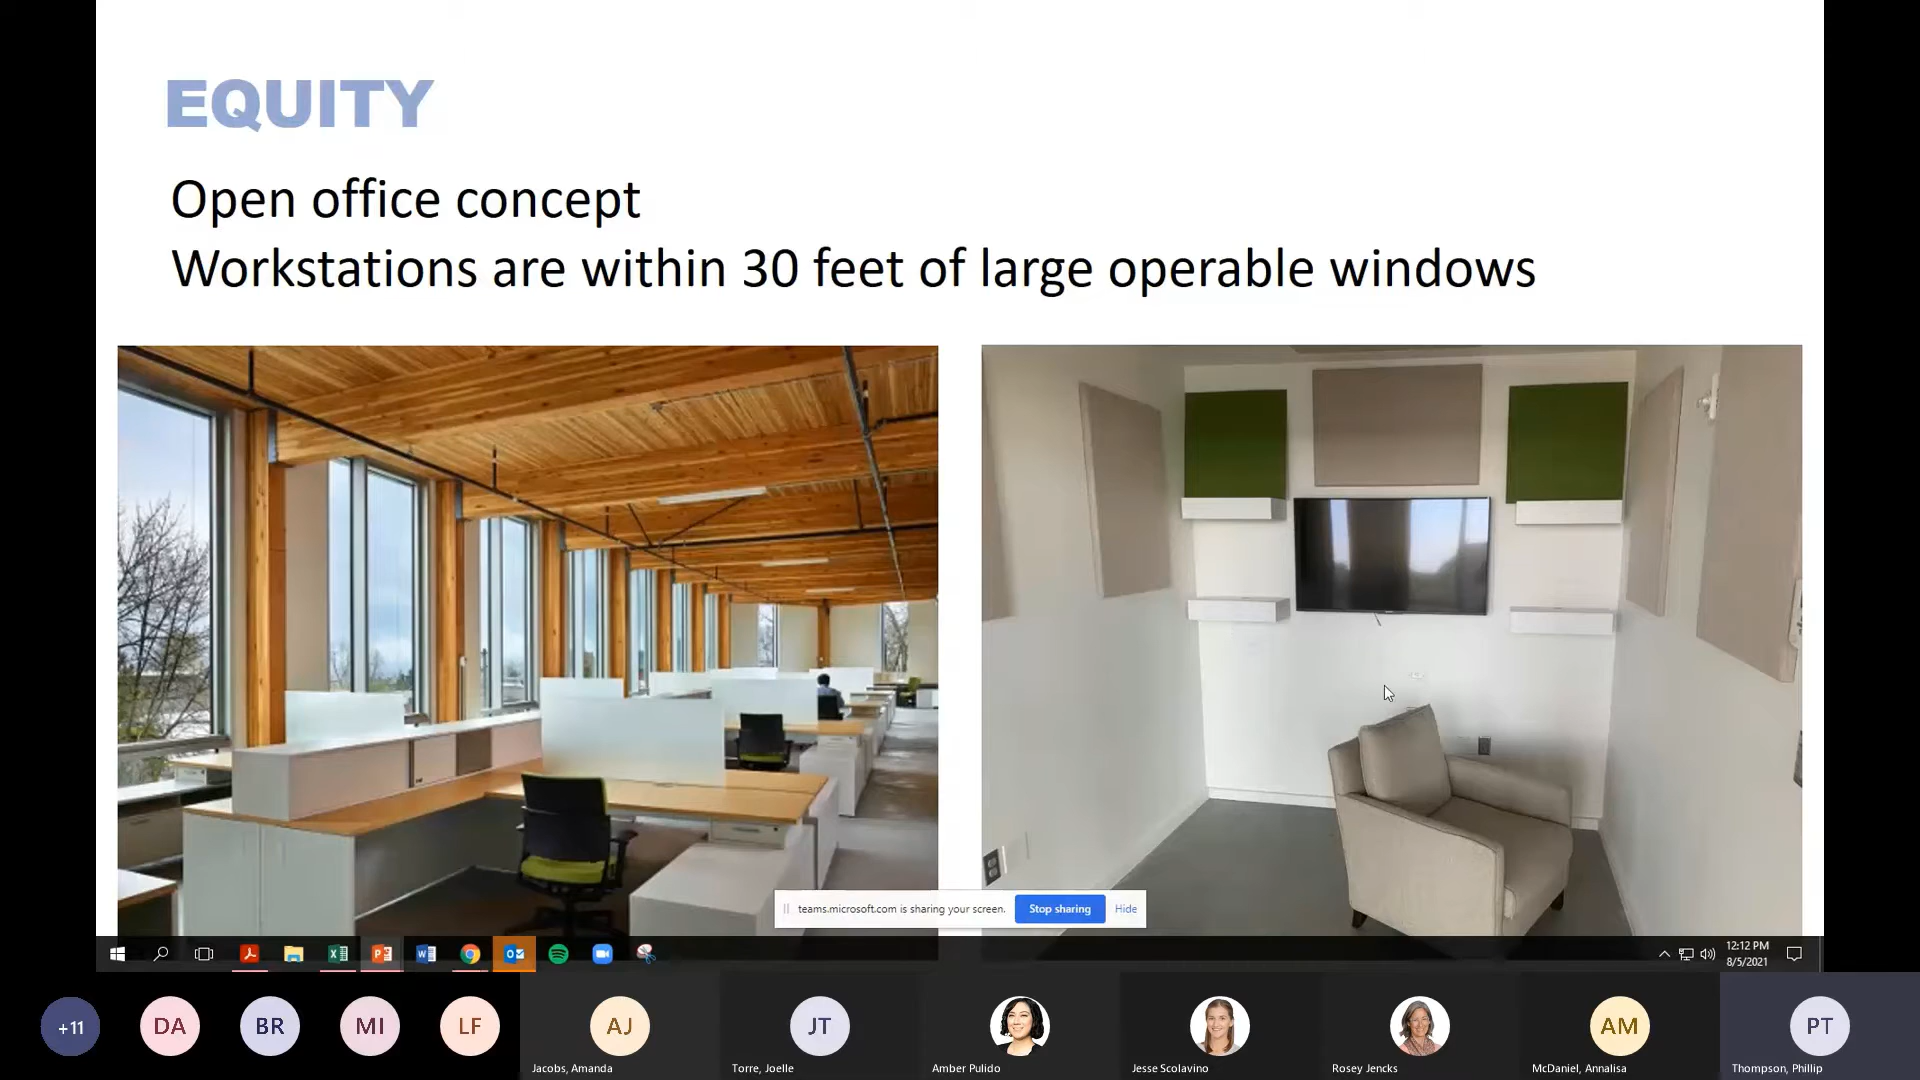 EQUITY
Open office concept
Workstations are within 30 feet of large operable windows
teams.microsoft.com is sharing your screen.
Stop sharing
Hide
12:12 PM
8/5/2021
+11
DA
BR
MI
LF
AJ
JT
AM
PT
Jacobs, Amanda
Torre, Joelle
Amber Pulido
Jesse Scolavino
Rosey Jencks
McDaniel, Annalisa
Thompson, Phillip